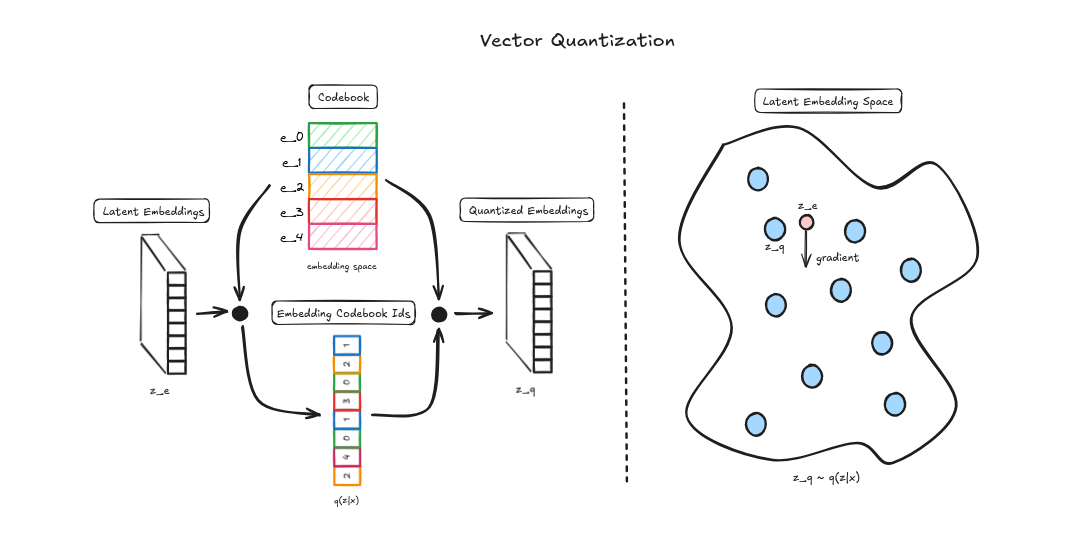 Vector Quantization
Codebook
e_0
e_1
e_2
e_3
e_4
embedding space
Latent Embeddings
z_e
Embedding Codebook Ids
1
2
0
3
1
0
4
2
q(z|x)
Quantized Embeddings
z_q
Latent Embedding Space
z_e
z_q
gradient
z_q ~ q(z|x)